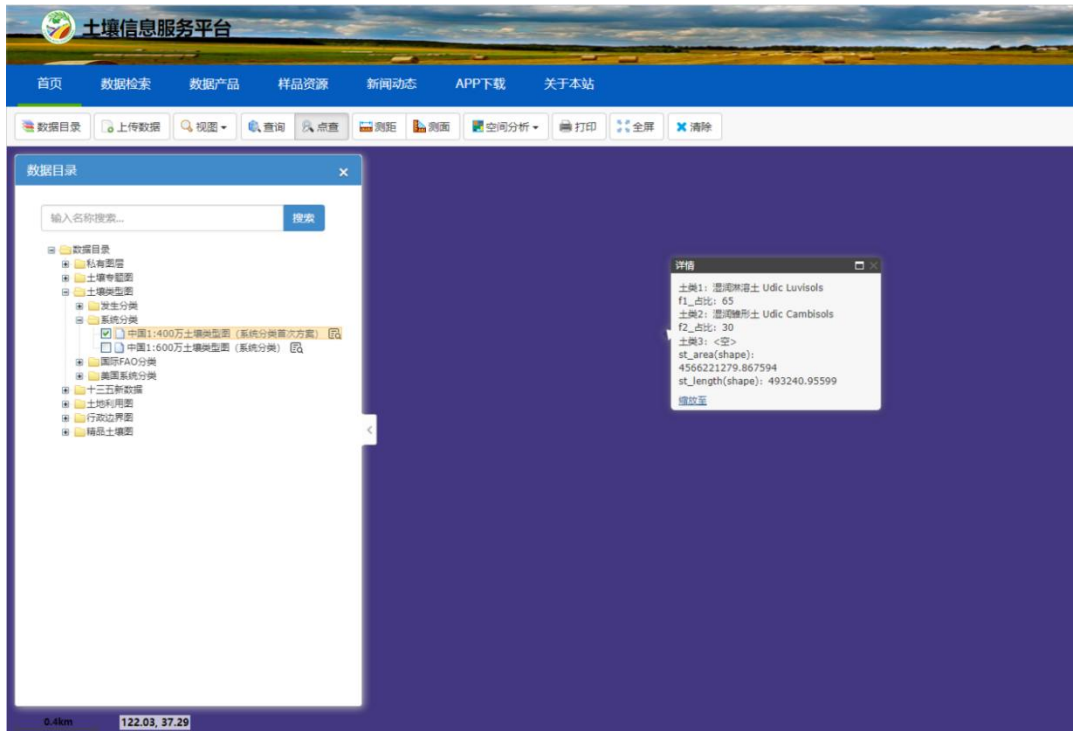 土壤信息服务平台
首页 数据检索 数据产品 样品资源 新闻动态 APP下载 关于本站
数据目录 上传数据 视图 查询 点查 测距 测面 空间分析 打印 全屏 清除
数据目录
输入名称搜索... 搜索
数据目录
私有图层
土壤专题图
土壤类型图
发生分类
系统分类
中国1:400万土壤类型图（系统分类首次方案）
中国1:600万土壤类型图（系统分类）
国际FAO分类
美国系统分类
十三五新数据
土地利用图
行政边界图
精品土壤图
详情
土类1: 湿润淋溶土 Udic Luvisols
f1_占比: 65
土类2: 湿润雏形土 Udic Cambisols
f2_占比: 30
土类3: <空>
st_area(shape):
4566221279.867594
st_length(shape): 493240.95599
缩放至
0.4km 122.03, 37.29